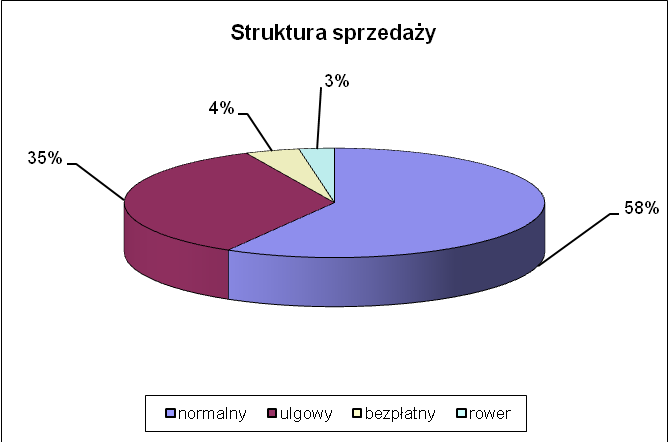 Struktura sprzedaży
3%
4%
35%
58%
normalny ulgowy bezpłatny rower